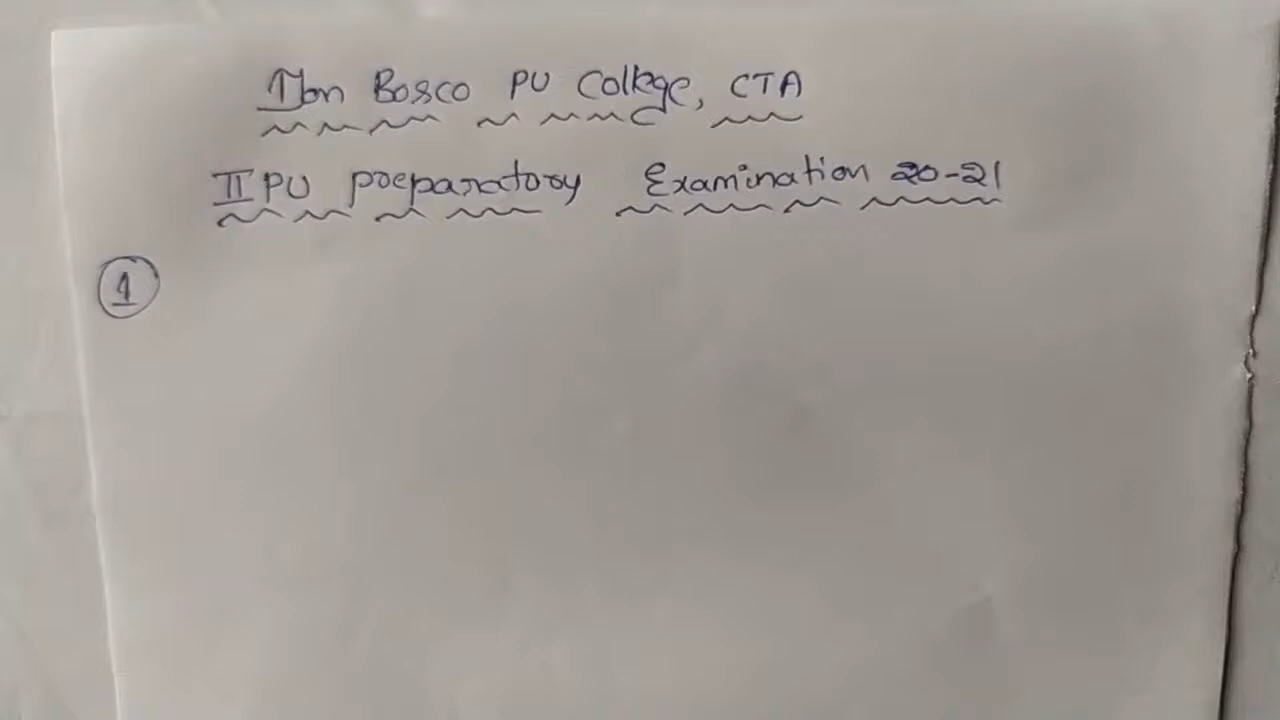 Don Bosco PU College, CTA
II PU preparatory Examination 20-21
1